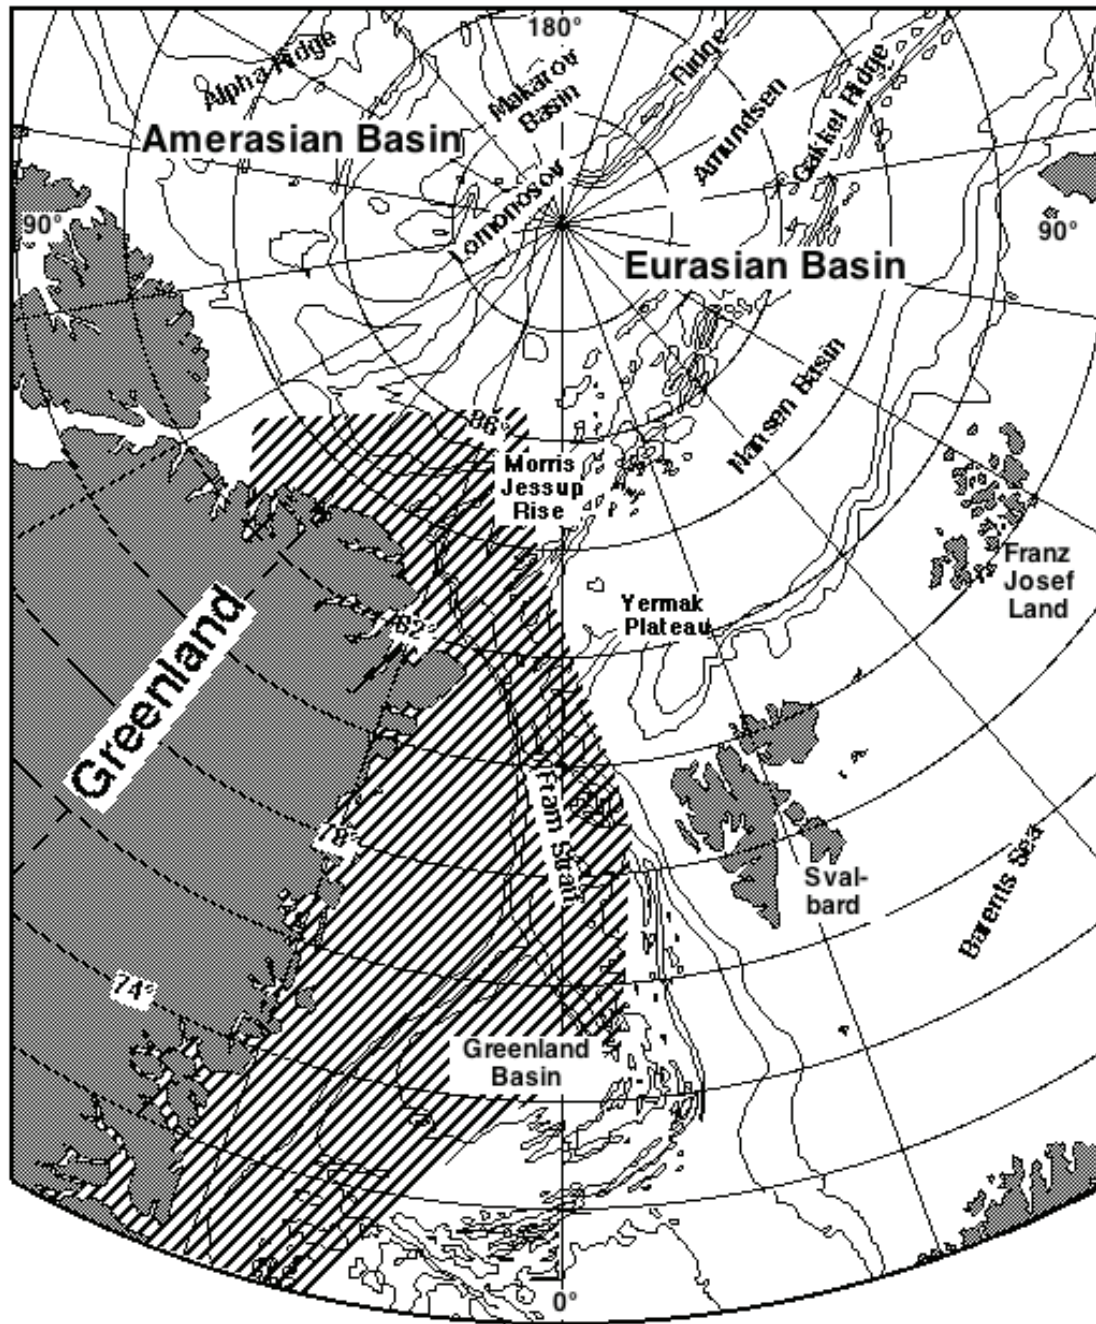 180°
Alpha Ridge
Makarov
Basin
Ridge
Amundsen
Gakkel Ridge
Amerasian Basin
Lomonosov
90°
90°
Eurasian Basin
Nansen Basin
86°
Morris
Jessup
Rise
Franz
Josef
Land
Yermak
Plateau
82°
Greenland
Fram Strait
78°
Sval-
bard
Barents Sea
74°
Greenland
Basin
0°